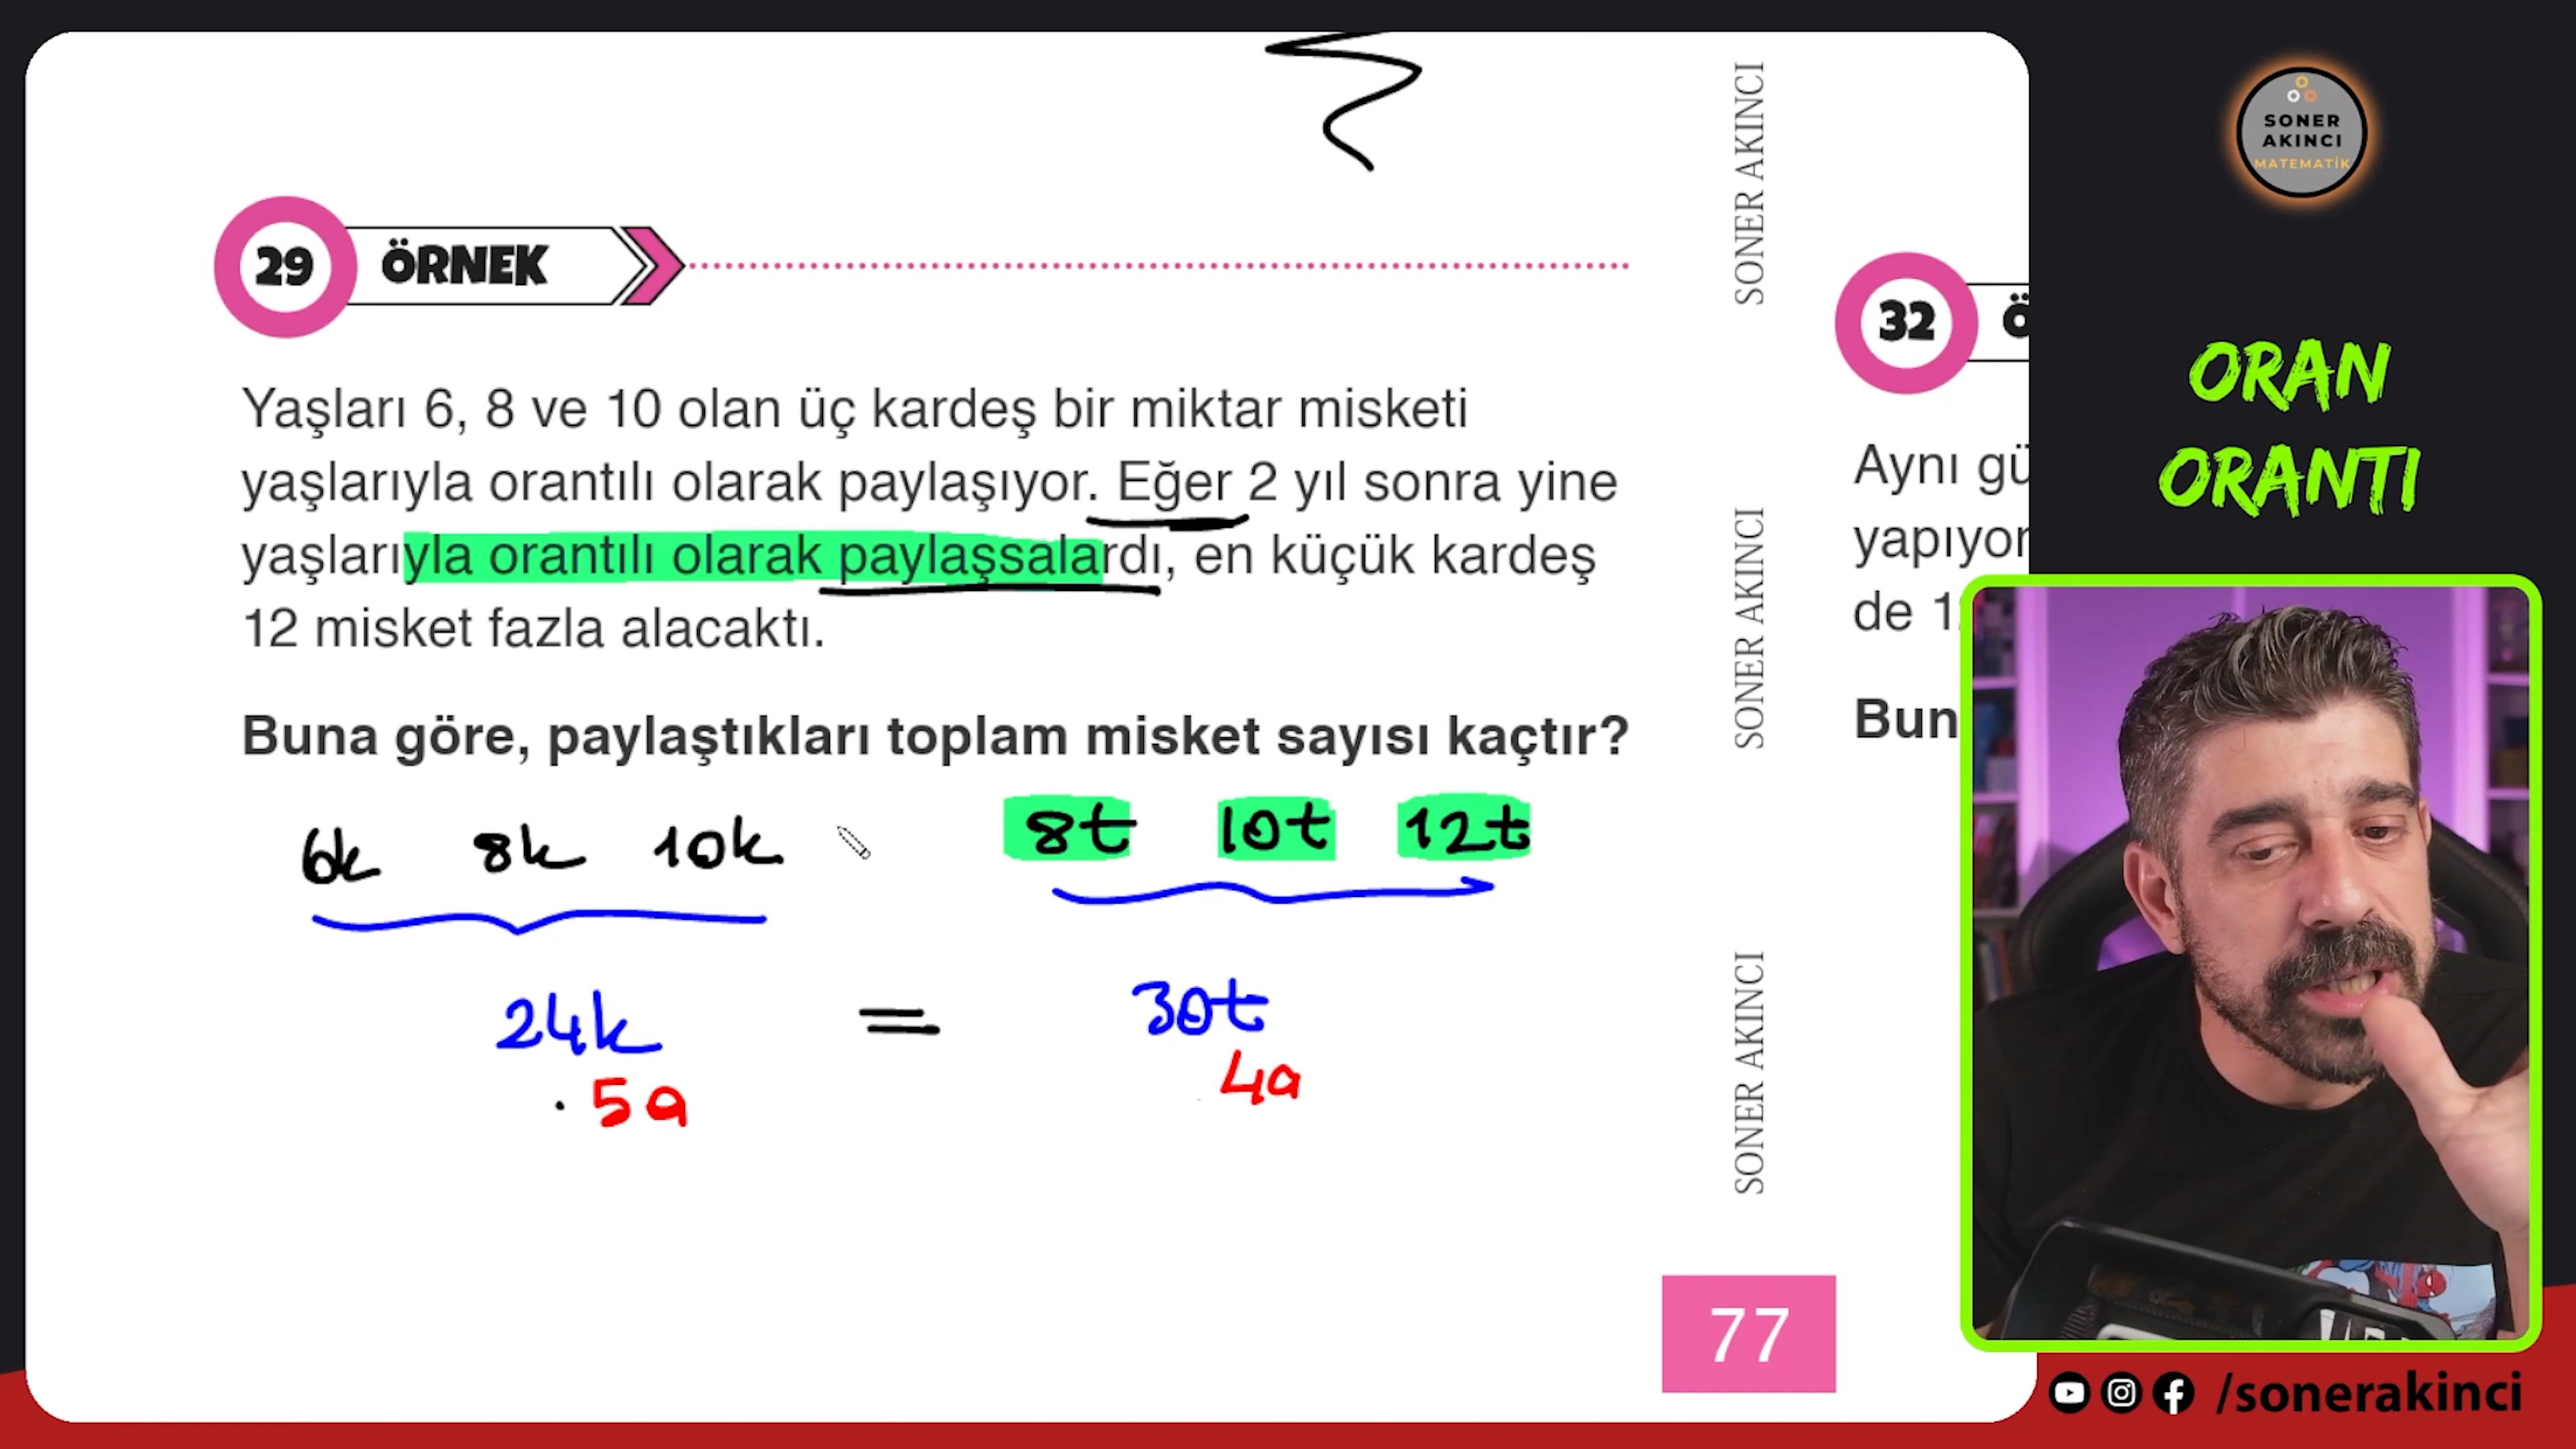 29 ÖRNEK
Yaşları 6, 8 ve 10 olan üç kardeş bir miktar misketi
yaşlarıyla orantılı olarak paylaşıyor. Eğer 2 yıl sonra yine
yaşlarıyla orantılı olarak paylaşsalardı, en küçük kardeş
12 misket fazla alacaktı.
Buna göre, paylaştıkları toplam misket sayısı kaçtır?
6k 8k 10k 8t 10t 12t
24k = 30t
. 5a 4a
77
SONER AKINCI
SONER AKINCI
SONER AKINCI
32 Ö
Aynı gü
yapıyor
de 1
Bun
SONER
AKINCI
MATEMATİK
ORAN
ORANTI
/sonerakinci